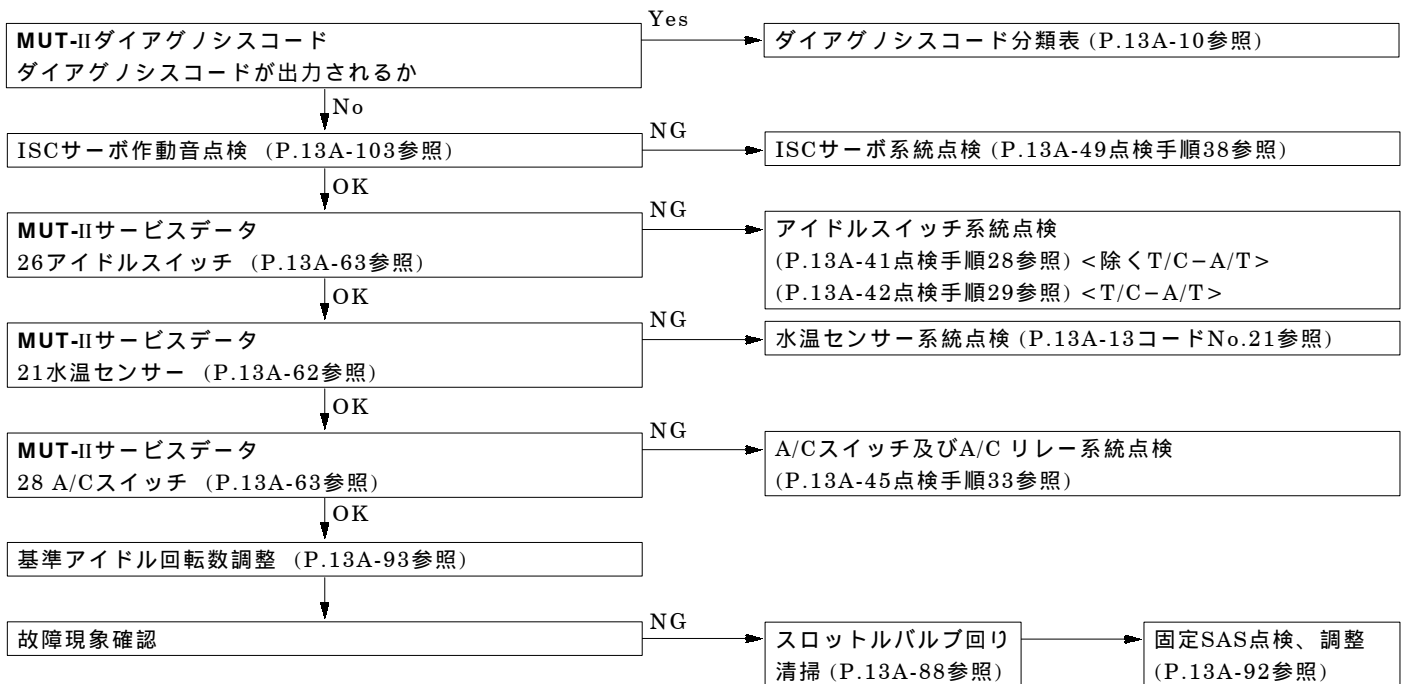 MUT-IIダイアグノシスコード
ダイアグノシスコードが出力されるか
Yes
ダイアグノシスコード分類表 (P.13A-10参照)
No
ISCサーボ作動音点検 (P.13A-103参照)
NG
ISCサーボ系統点検 (P.13A-49点検手順38参照)
OK
MUT-IIサービスデータ
26アイドルスイッチ (P.13A-63参照)
NG
アイドルスイッチ系統点検
(P.13A-41点検手順28参照) <除くT/C−A/T>
(P.13A-42点検手順29参照) <T/C−A/T>
OK
MUT-IIサービスデータ
21水温センサー (P.13A-62参照)
NG
水温センサー系統点検 (P.13A-13コードNo.21参照)
OK
MUT-IIサービスデータ
28 A/Cスイッチ (P.13A-63参照)
NG
A/Cスイッチ及びA/C リレー系統点検
(P.13A-45点検手順33参照)
OK
基準アイドル回転数調整 (P.13A-93参照)
故障現象確認
NG
スロットルバルブ回り
清掃 (P.13A-88参照)
固定SAS点検、調整
(P.13A-92参照)